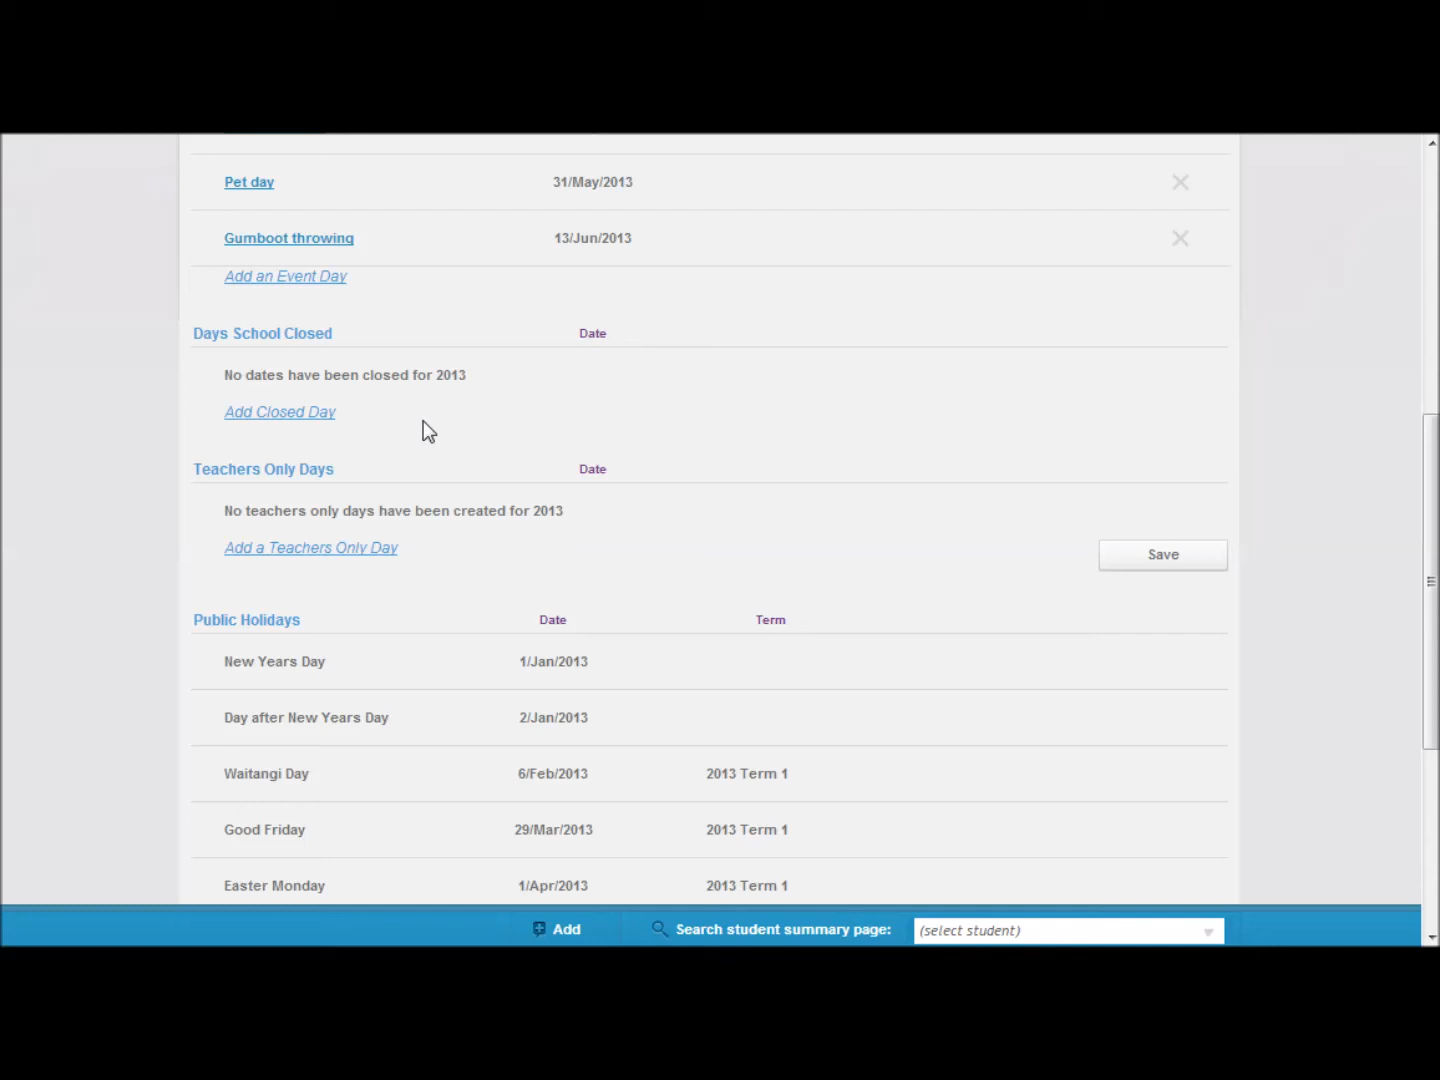 Pet day 31/May/2013
Gumboot throwing 13/Jun/2013
Add an Event Day
Days School Closed Date
No dates have been closed for 2013
Add Closed Day
Teachers Only Days Date
No teachers only days have been created for 2013
Add a Teachers Only Day
Save
Public Holidays Date Term
New Years Day 1/Jan/2013
Day after New Years Day 2/Jan/2013
Waitangi Day 6/Feb/2013 2013 Term 1
Good Friday 29/Mar/2013 2013 Term 1
Easter Monday 1/Apr/2013 2013 Term 1
Add Search student summary page: (select student)